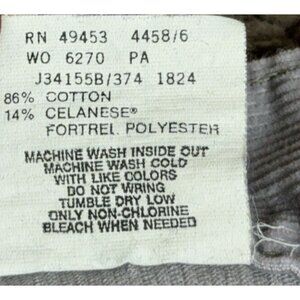 RN 49453 4458/6
WO 6270 PA
J34155B/374 1824
86% COTTON
14% CELANESE®
FORTREL POLYESTER
MACHINE WASH INSIDE OUT
MACHINE WASH COLD
WITH LIKE COLORS
DO NOT WRING
TUMBLE DRY LOW
ONLY NON-CHLORINE
BLEACH WHEN NEEDED